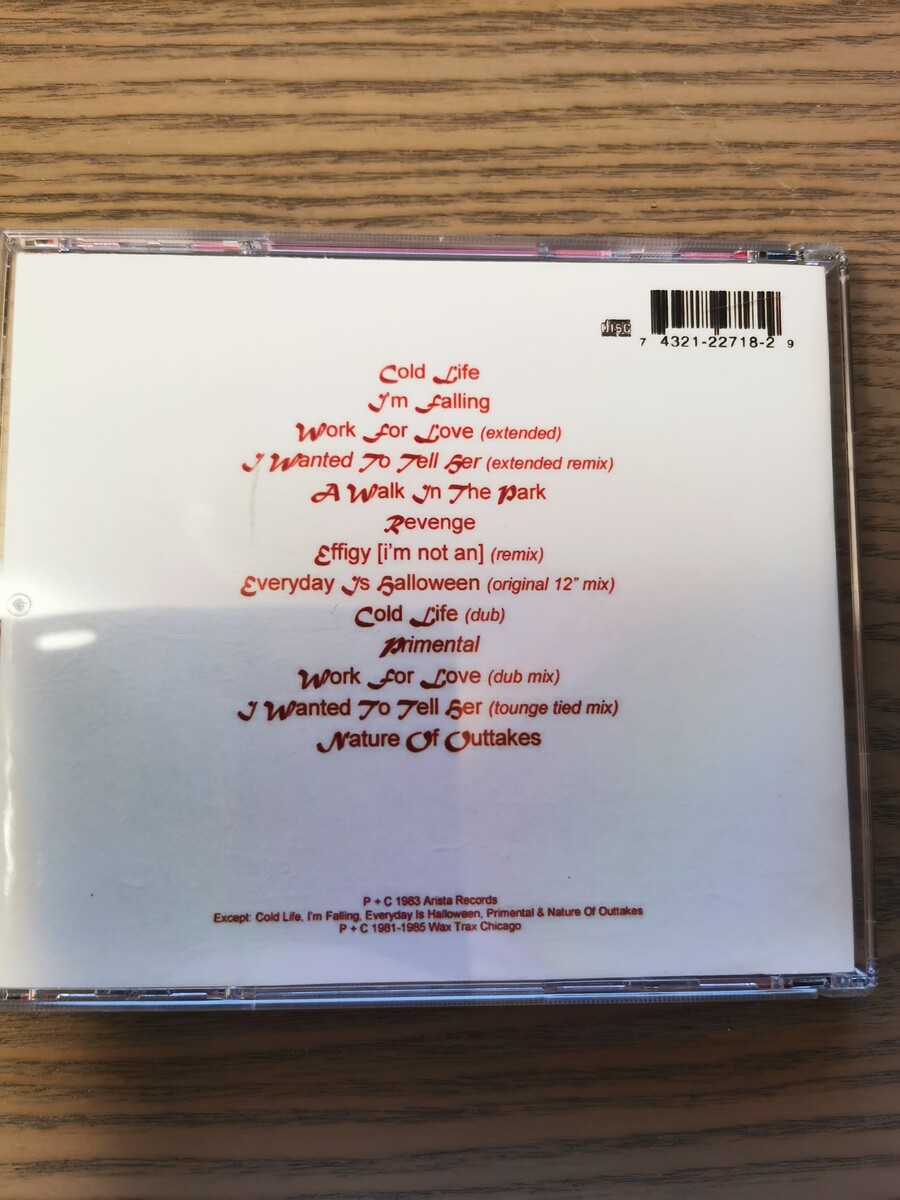 disc
7 4321-22718-2 9
Cold Life
I'm Falling
Work For Love (extended)
I Wanted To Tell Her (extended remix)
A Walk In The Park
Revenge
Effigy [i'm not an] (remix)
Everyday Is Halloween (original 12" mix)
Cold Life (dub)
Primental
Work For Love (dub mix)
I Wanted To Tell Her (tounge tied mix)
Nature Of Outtakes
P + C 1983 Arista Records
Except: Cold Life, I'm Falling, Everyday Is Halloween, Primental & Nature Of Outtakes
P + C 1981-1985 Wax Trax Chicago